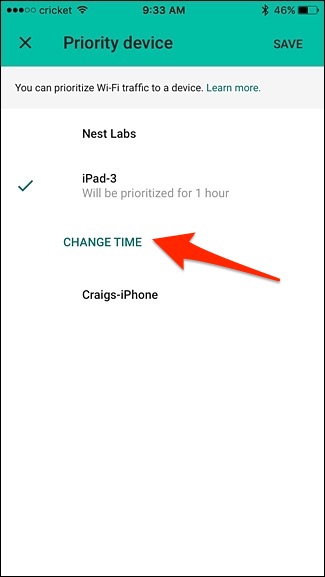 cricket 9:33 AM 46%
Priority device SAVE
You can prioritize Wi-Fi traffic to a device. Learn more.
Nest Labs
iPad-3
Will be prioritized for 1 hour
CHANGE TIME
Craigs-iPhone